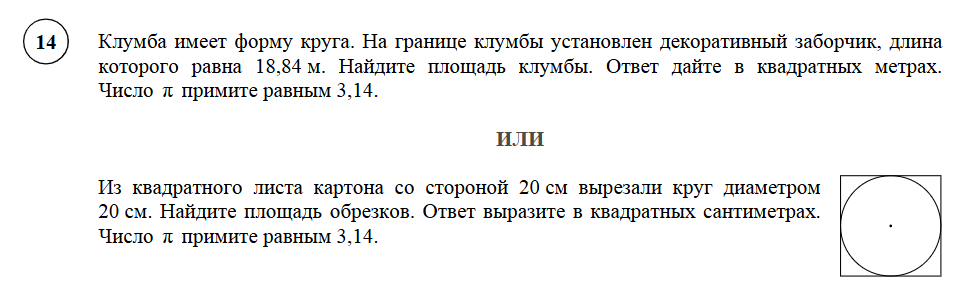 14
Клумба имеет форму круга. На границе клумбы установлен декоративный заборчик, длина
которого равна 18,84 м. Найдите площадь клумбы. Ответ дайте в квадратных метрах.
Число π примите равным 3,14.
ИЛИ
Из квадратного листа картона со стороной 20 см вырезали круг диаметром
20 см. Найдите площадь обрезков. Ответ выразите в квадратных сантиметрах.
Число π примите равным 3,14.